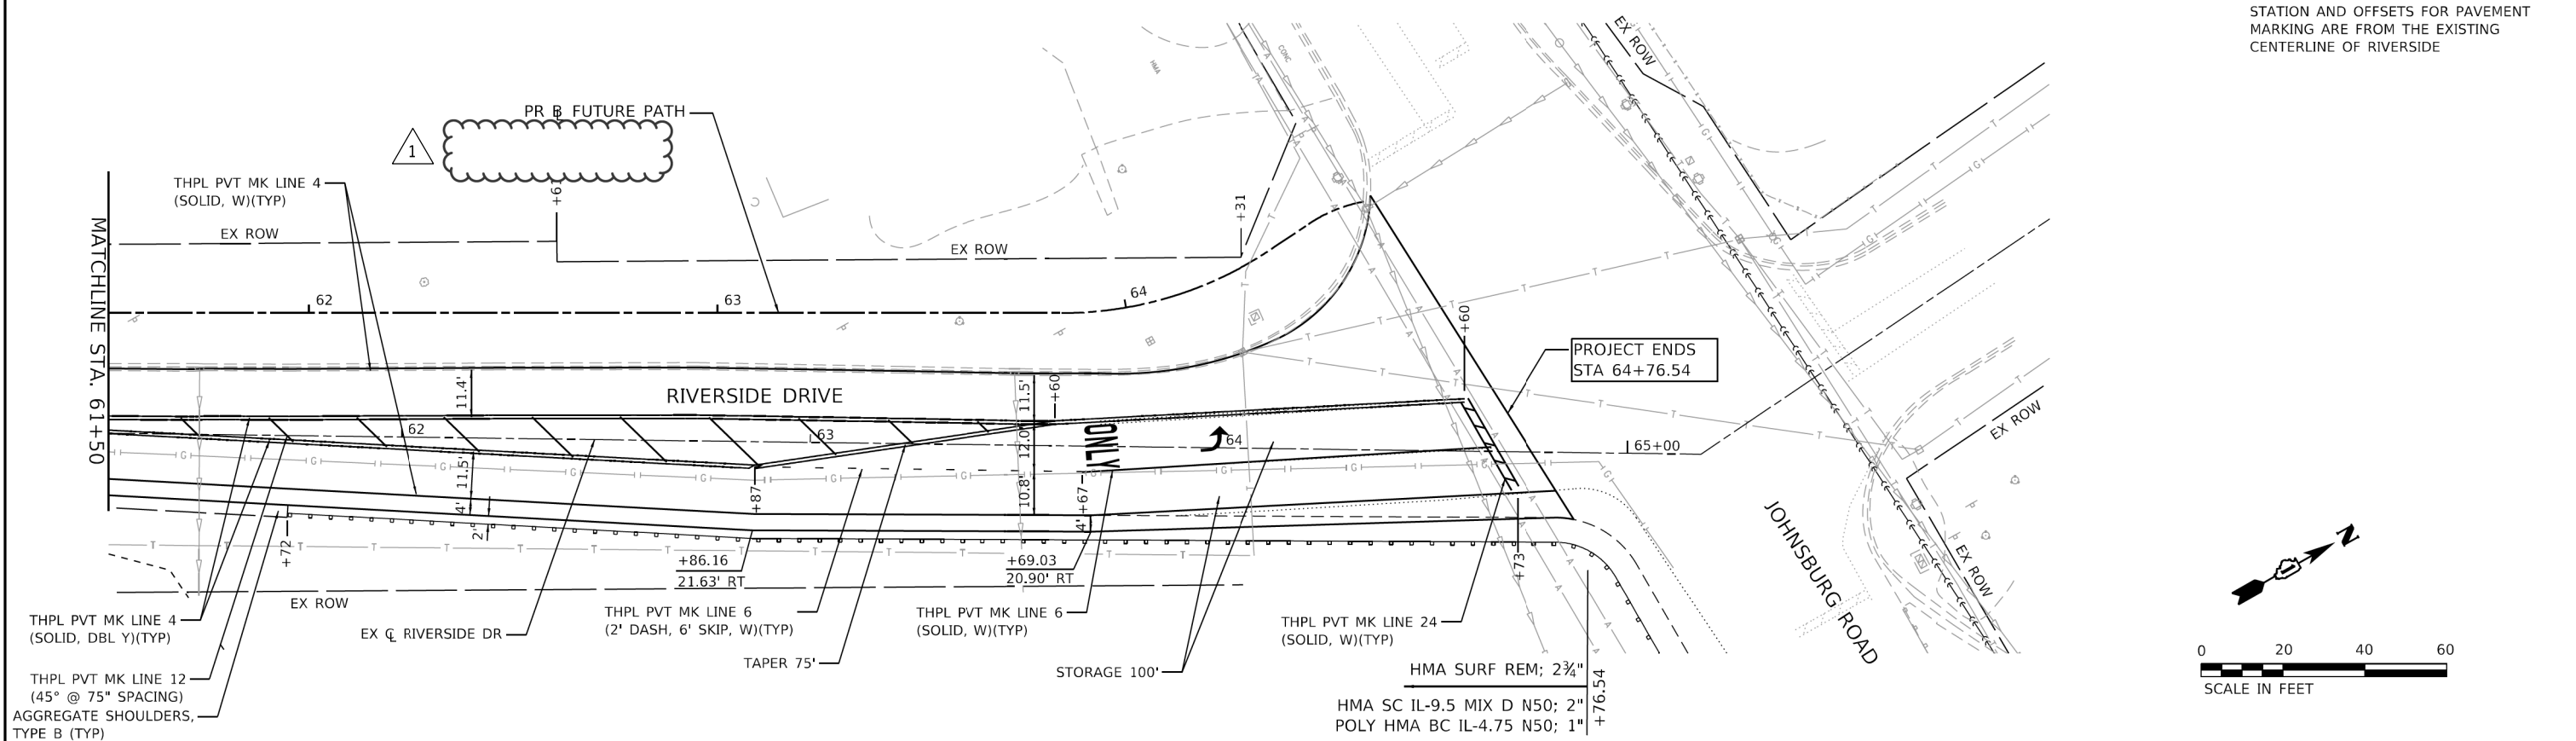 STATION AND OFFSETS FOR PAVEMENT
MARKING ARE FROM THE EXISTING
CENTERLINE OF RIVERSIDE
EX ROW
CONC
HMA
PR B FUTURE PATH
1
THPL PVT MK LINE 4
(SOLID, W)(TYP)
+31
MATCHLINE STA. 61+50
EX ROW
EX ROW
62
63
64
+60
PROJECT ENDS
STA 64+76.54
RIVERSIDE DRIVE
11.4'
11.5'
+60
62
63
ONLY
64
65+00
12.0'
11.5'
4'
2'
+87
10.8'
+67
4'
EX ROW
+72
+73
+86.16
21.63' RT
+69.03
20.90' RT
EX ROW
JOHNSBURG ROAD
EX ROW
N
THPL PVT MK LINE 4
(SOLID, DBL Y)(TYP)
EX ℄ RIVERSIDE DR
THPL PVT MK LINE 6
(2' DASH, 6' SKIP, W)(TYP)
THPL PVT MK LINE 6
(SOLID, W)(TYP)
THPL PVT MK LINE 24
(SOLID, W)(TYP)
TAPER 75'
STORAGE 100'
THPL PVT MK LINE 12
(45° @ 75" SPACING)
AGGREGATE SHOULDERS,
TYPE B (TYP)
HMA SURF REM; 2¾"
HMA SC IL-9.5 MIX D N50; 2"
POLY HMA BC IL-4.75 N50; 1"
+76.54
0 20 40 60
SCALE IN FEET